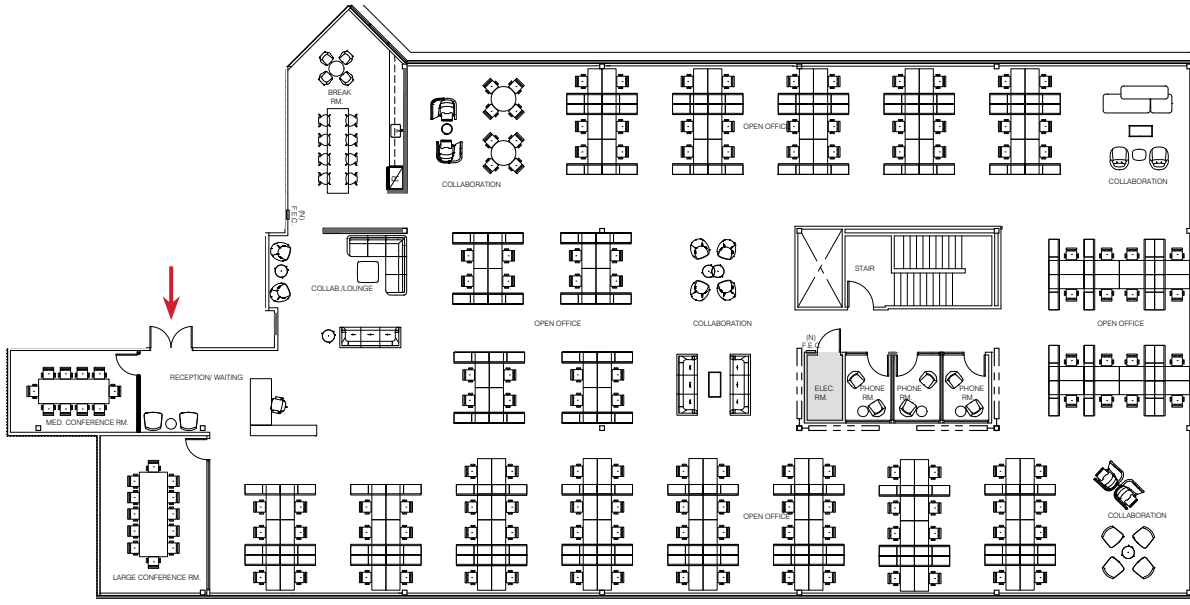 BREAK
RM.
OPEN OFFICE
COLLABORATION
COLLABORATION
(N)
F.E.C.
STAIR
COLLAB./LOUNGE
OPEN OFFICE
COLLABORATION
OPEN OFFICE
(N)
F.E.C.
RECEPTION/ WAITING
ELEC.
RM.
PHONE
RM.
PHONE
RM.
PHONE
RM.
MED. CONFERENCE RM.
OPEN OFFICE
COLLABORATION
LARGE CONFERENCE RM.